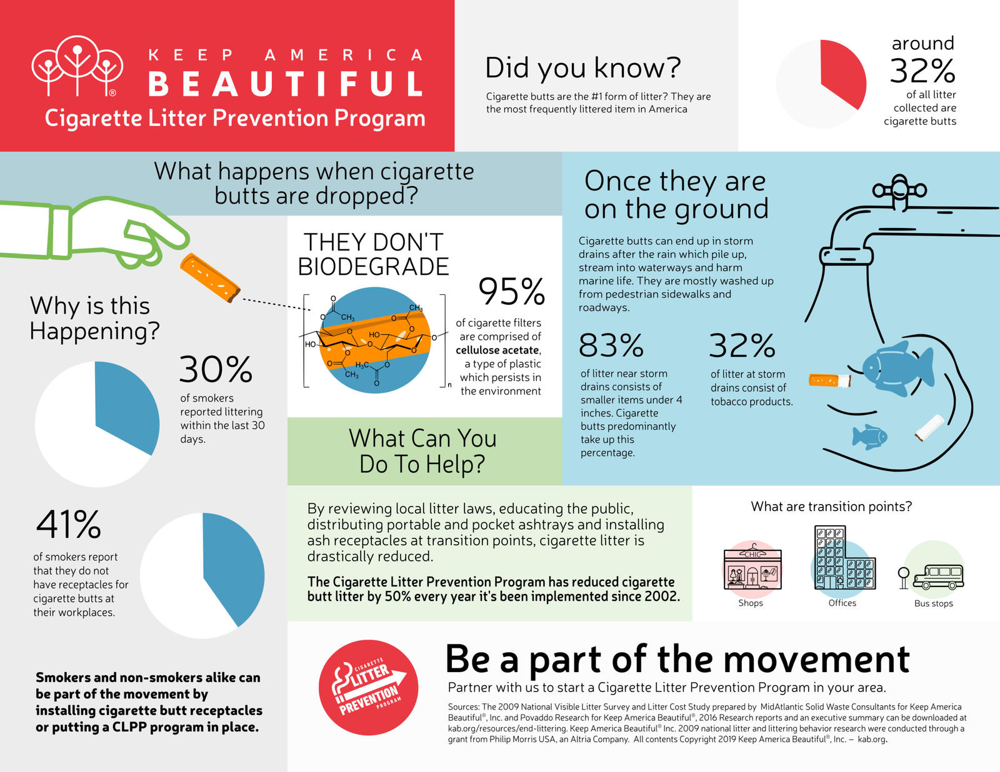 KEEP AMERICA
BEAUTIFUL
®
Cigarette Litter Prevention Program
Did you know?
Cigarette butts are the #1 form of litter? They are
the most frequently littered item in America
around
32%
of all litter
collected are
cigarette butts
What happens when cigarette
butts are dropped?
Why is this
Happening?
30%
of smokers
reported littering
within the last 30
days.
41%
of smokers report
that they do not
have receptacles for
cigarette butts at
their workplaces.
Smokers and non-smokers alike can
be part of the movement by
installing cigarette butt receptacles
or putting a CLPP program in place.
THEY DON'T
BIODEGRADE
O
CH₃
O
CH₃
O
O
O
HO
O
HO
O
O
O
O
O
H₃C
O
CH₃
O
n
95%
of cigarette filters
are comprised of
cellulose acetate,
a type of plastic
which persists in
the environment
Once they are
on the ground
Cigarette butts can end up in storm
drains after the rain which pile up,
stream into waterways and harm
marine life. They are mostly washed up
from pedestrian sidewalks and
roadways.
83%
of litter near storm
drains consists of
smaller items under 4
inches. Cigarette
butts predominantly
take up this
percentage.
32%
of litter at storm
drains consist of
tobacco products.
What Can You
Do To Help?
By reviewing local litter laws, educating the public,
distributing portable and pocket ashtrays and installing
ash receptacles at transition points, cigarette litter is
drastically reduced.
The Cigarette Litter Prevention Program has reduced cigarette
butt litter by 50% every year it's been implemented since 2002.
What are transition points?
CHIC
Shops
Offices
Bus stops
CIGARETTE
LITTER
PREVENTION
PROGRAM
Be a part of the movement
Partner with us to start a Cigarette Litter Prevention Program in your area.
Sources: The 2009 National Visible Litter Survey and Litter Cost Study prepared by MidAtlantic Solid Waste Consultants for Keep America
Beautiful®, Inc. and Povaddo Research for Keep America Beautiful®, 2016 Research reports and an executive summary can be downloaded at
kab.org/resources/end-littering. Keep America Beautiful® Inc. 2009 national litter and littering behavior research were conducted through a
grant from Philip Morris USA, an Altria Company. All contents Copyright 2019 Keep America Beautiful®, Inc. – kab.org.